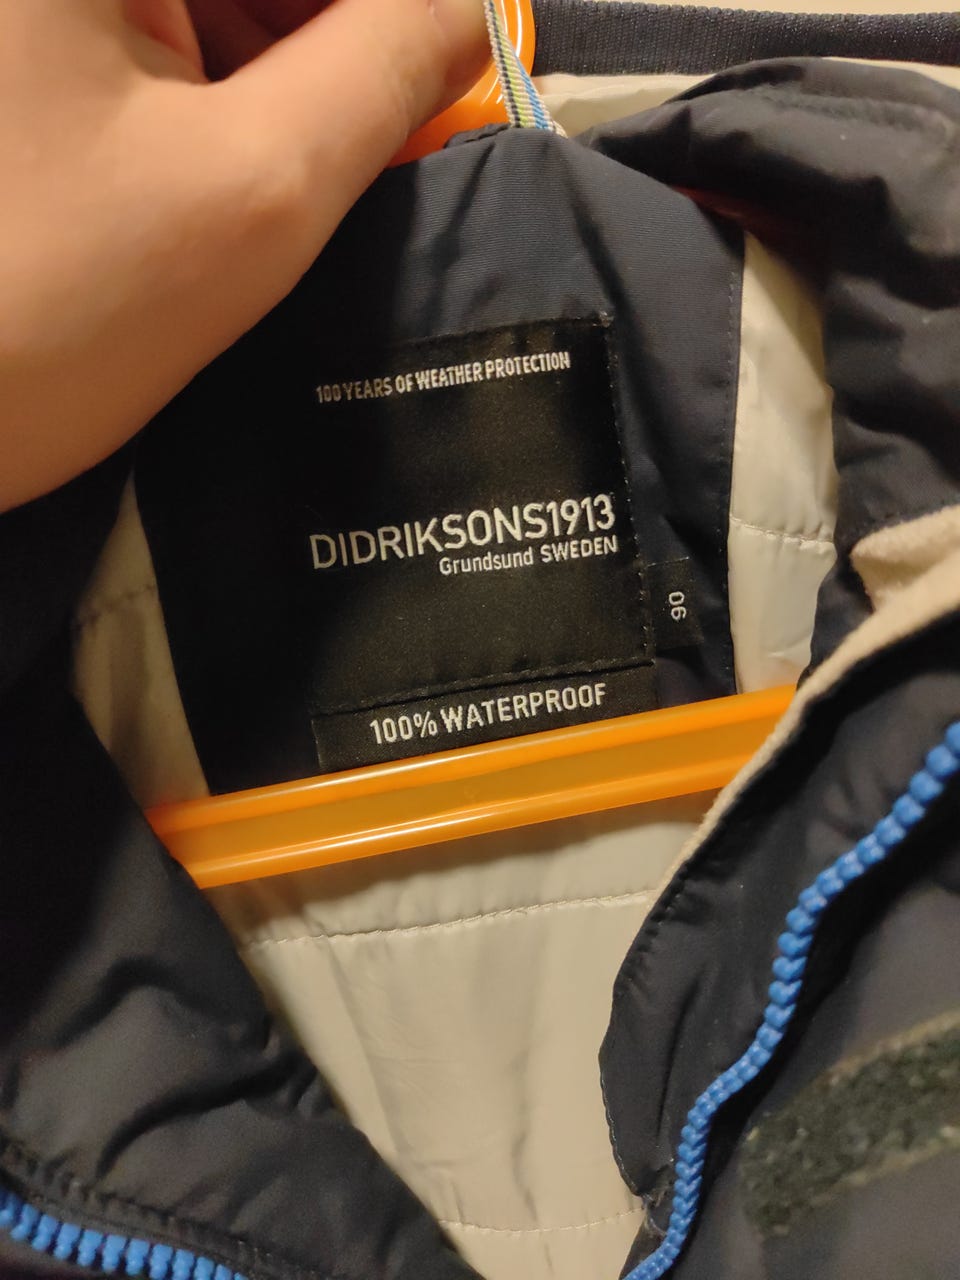 100 YEARS OF WEATHER PROTECTION
DIDRIKSONS1913
Grundsund SWEDEN
90
100% WATERPROOF